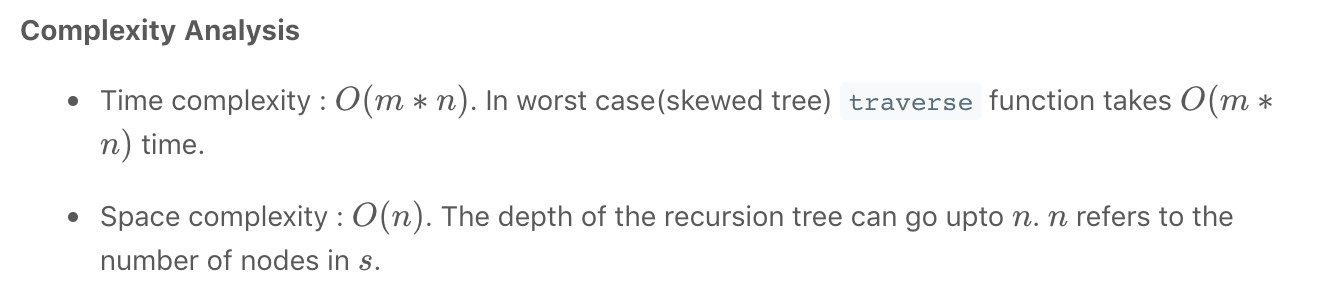 Complexity Analysis
• Time complexity : O(m * n). In worst case(skewed tree) traverse function takes O(m *
n) time.
• Space complexity : O(n). The depth of the recursion tree can go upto n. n refers to the
number of nodes in s.